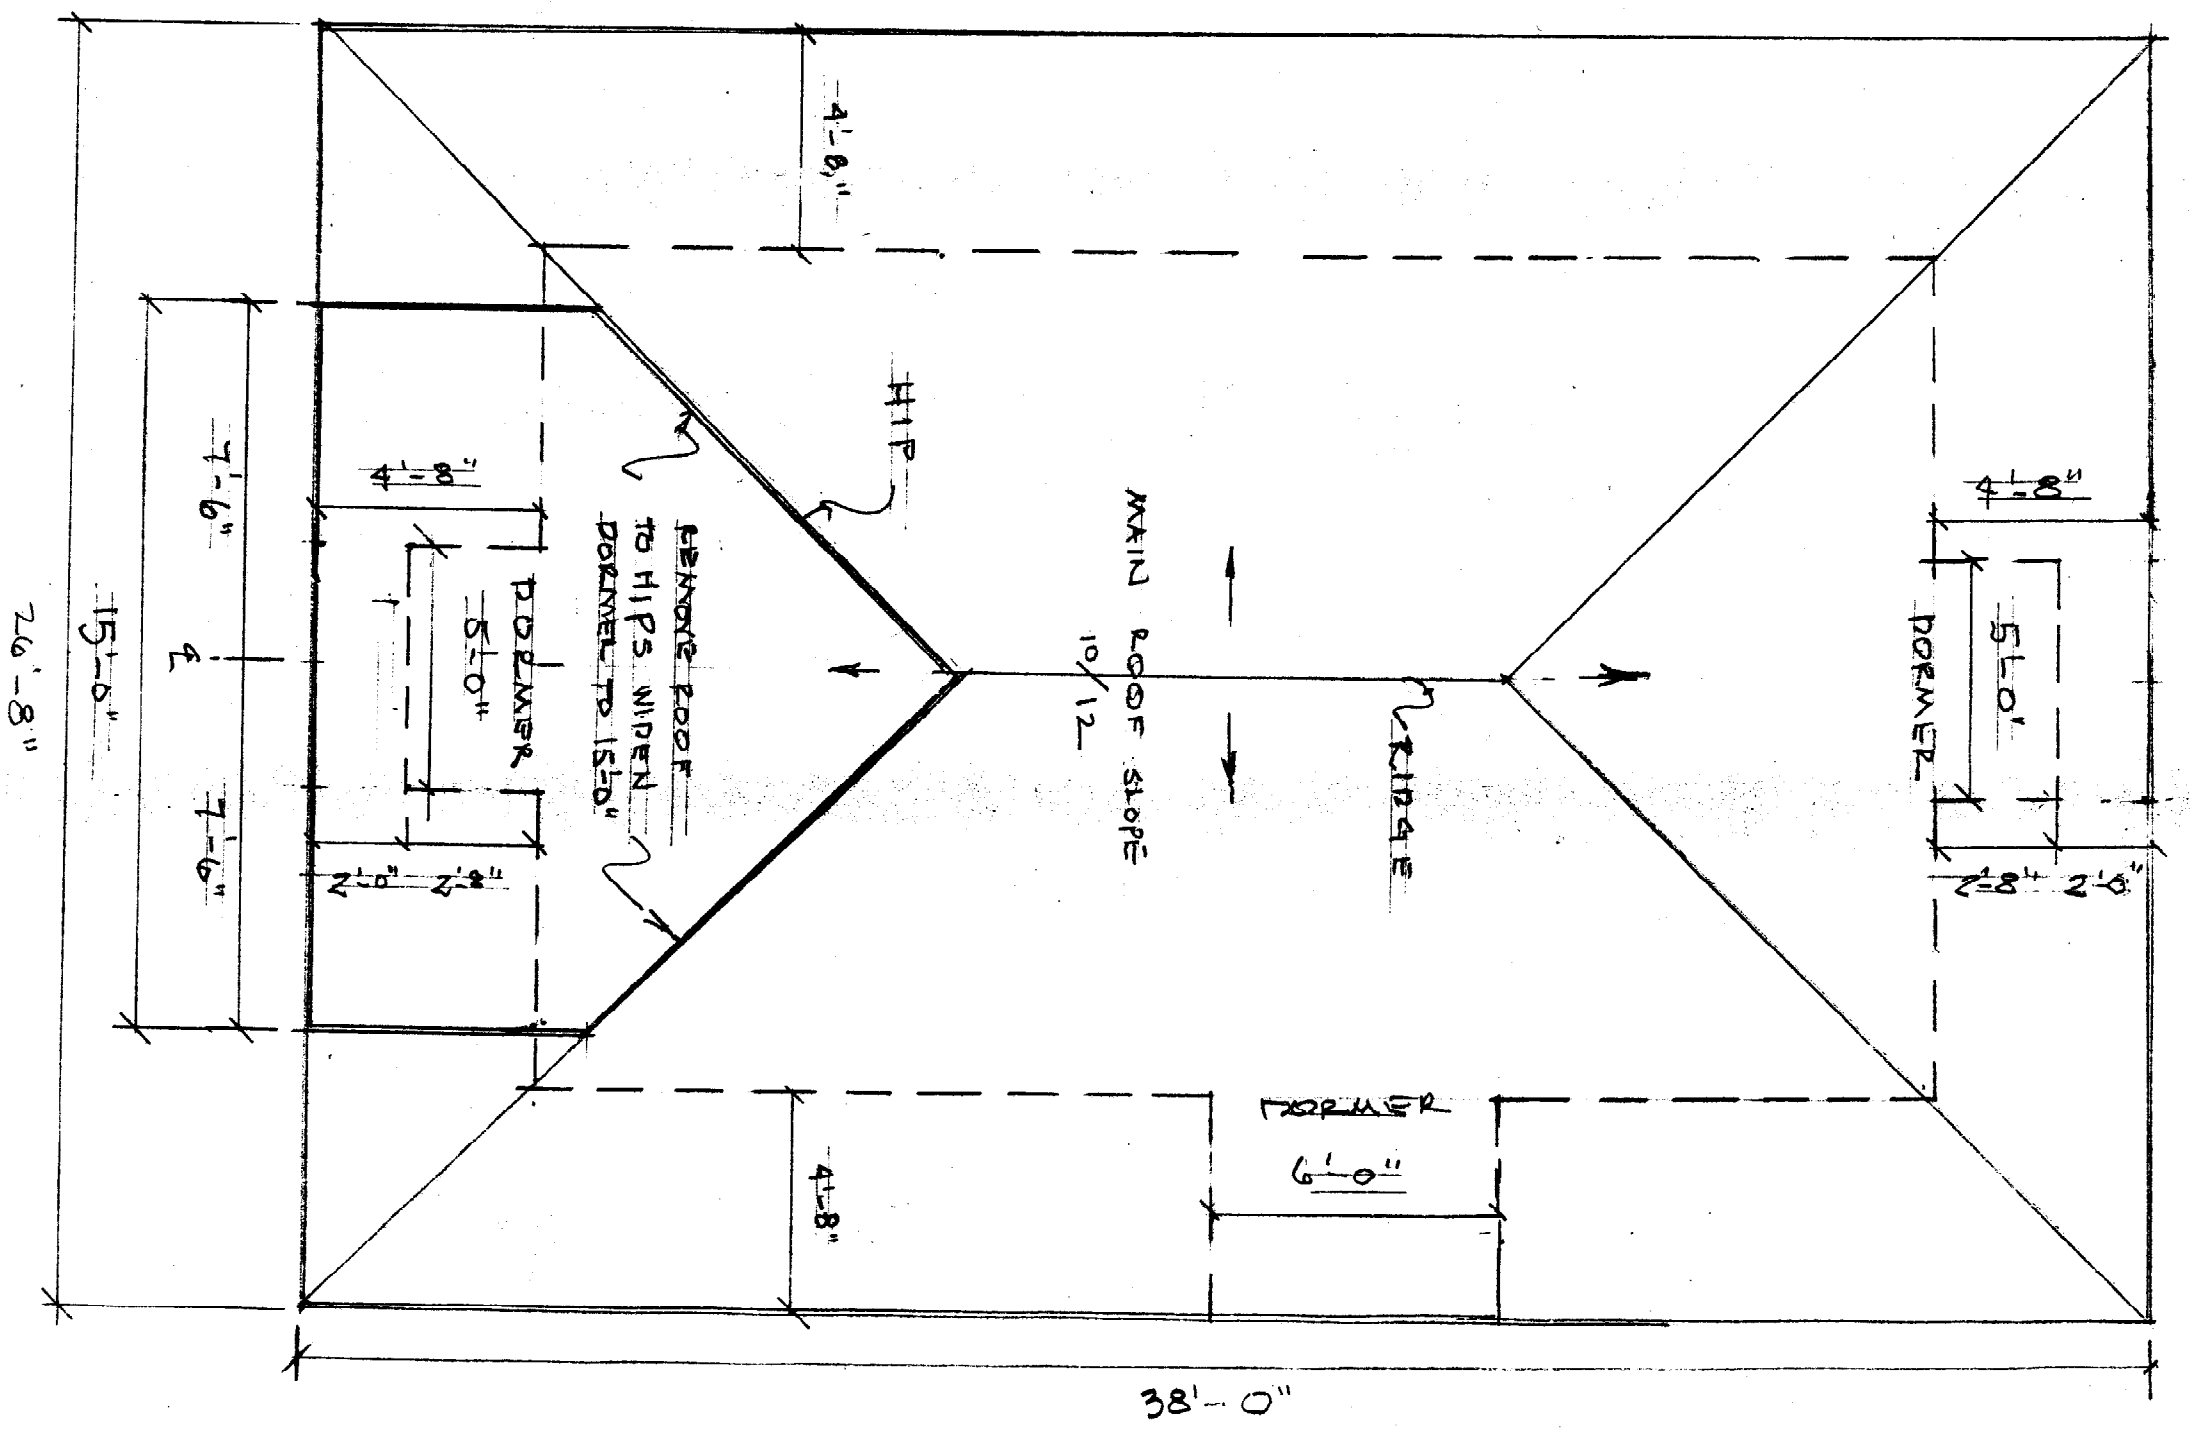 4'-8"
HIP
4'-8"
4'-8"
7'-6"
REMOVE ROOF
TO HIPS WIDEN
DORMER TO 15'-0"
MAIN ROOF SLOPE
10
12
RIDGE
DORMER
5'-0"
DORMER
5'-0"
15'-0"
26'-8"
7'-6"
2'-0" 2'-8"
2'-8" 2'-0"
DORMER
6'-0"
4'-8"
38'-0"